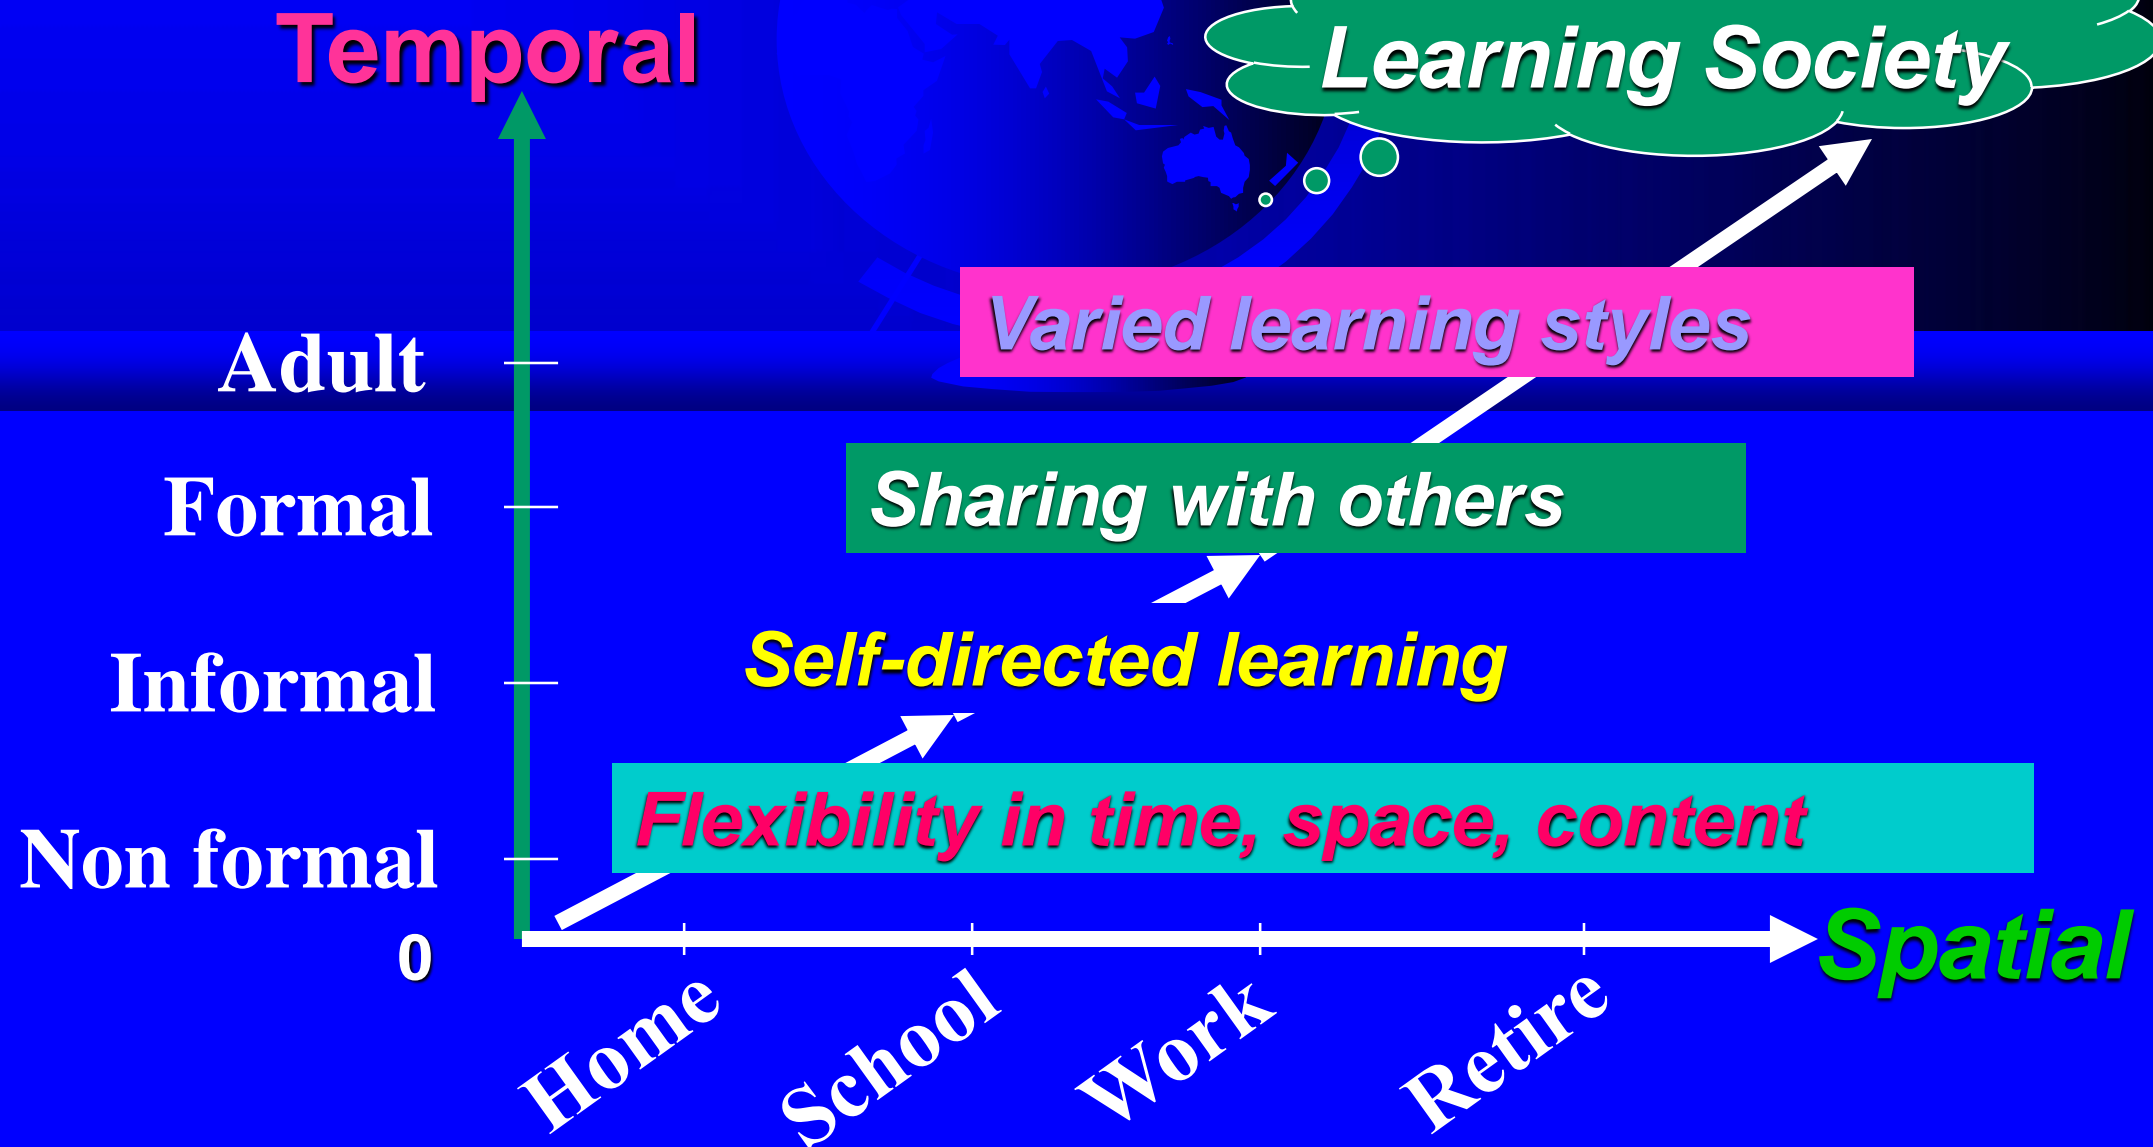 Temporal
Learning Society
Varied learning styles
Adult
Sharing with others
Formal
Self-directed learning
Informal
Flexibility in time, space, content
Non formal
0
Spatial
Home
School
Work
Retire